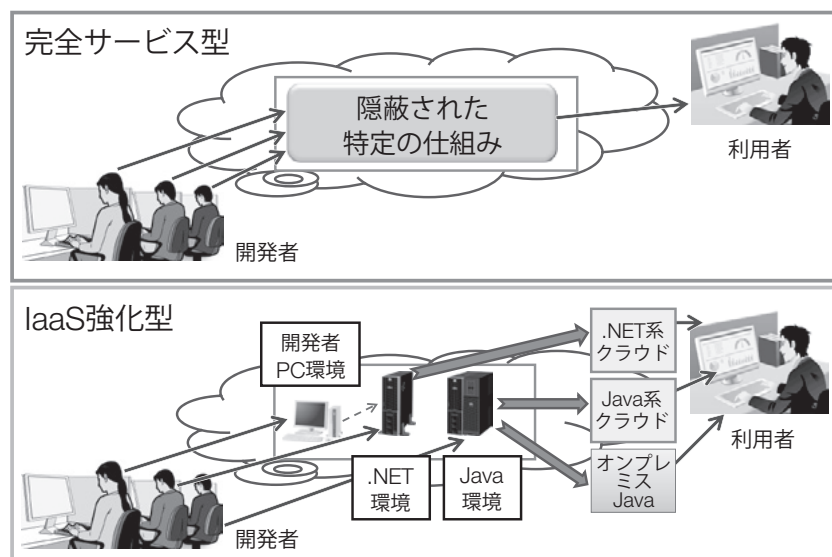 完全サービス型
隠蔽された
特定の仕組み
利用者
開発者
IaaS強化型
開発者
PC環境
.NET系
クラウド
Java系
クラウド
利用者
オンプレ
ミス
Java
.NET
環境
Java
環境
開発者